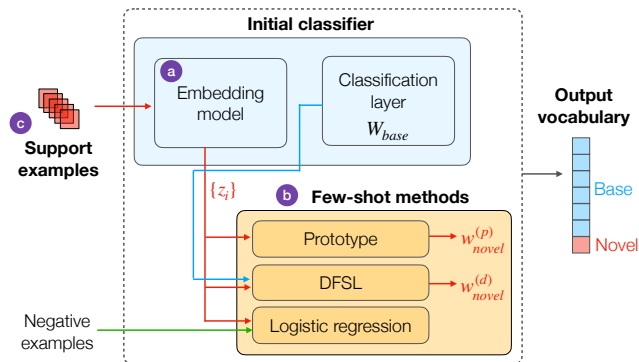 Initial classifier
a
Embedding
model
Classification
layer
W_base
c
Support
examples
Output
vocabulary
{z_i}
b
Few-shot methods
Base
Prototype
w_novel^(p)
Novel
DFSL
w_novel^(d)
Negative
examples
Logistic regression